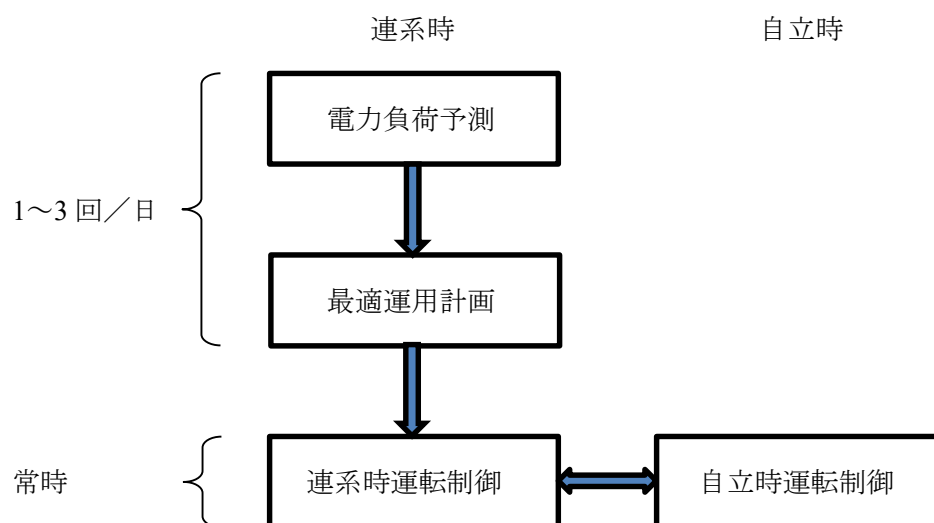 連系時
自立時
電力負荷予測
1～3 回／日
最適運用計画
常時
連系時運転制御
自立時運転制御